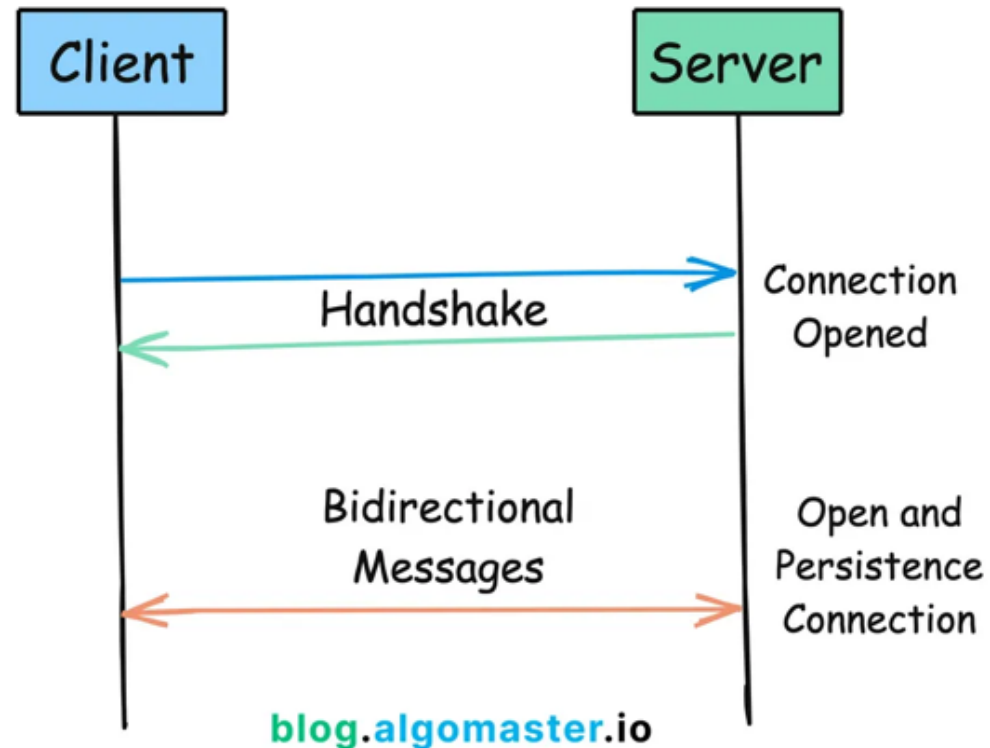 Client
Server
Handshake
Connection
Opened
Bidirectional
Messages
Open and
Persistence
Connection
blog.algomaster.io